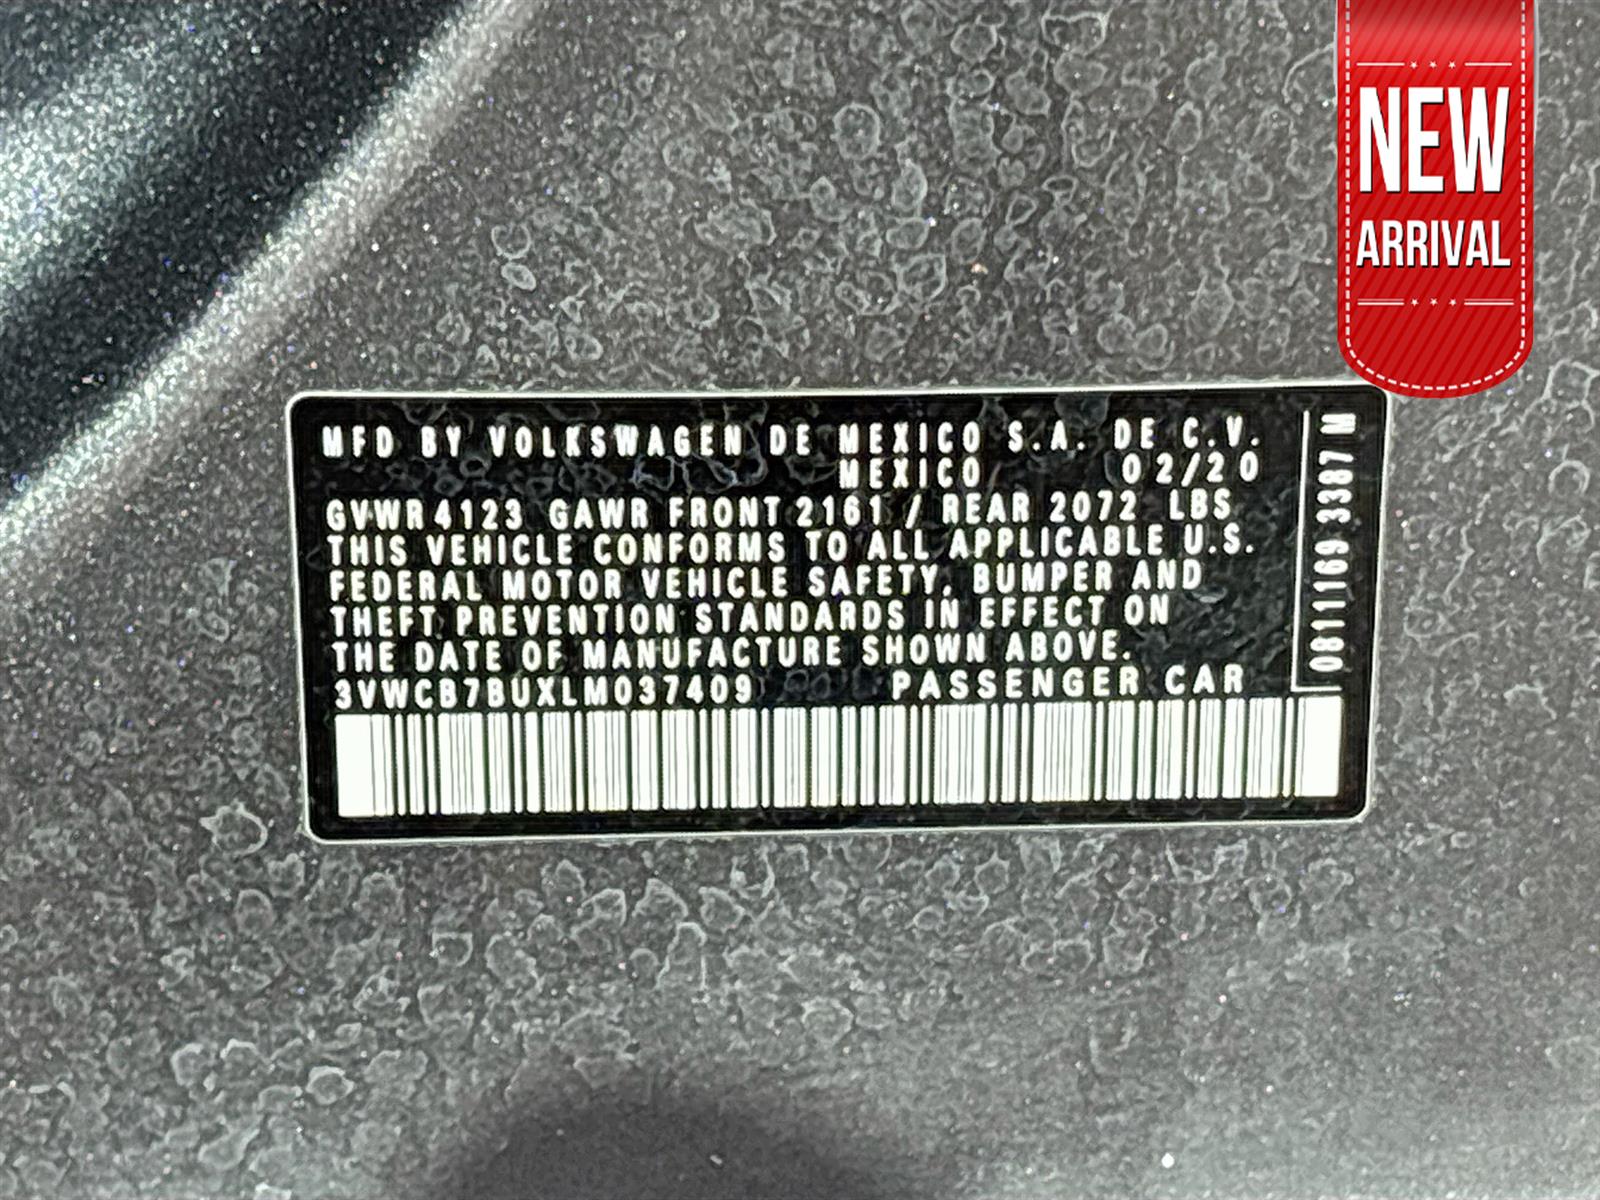 NEW
ARRIVAL
MFD BY VOLKSWAGEN DE MEXICO S.A. DE C.V.
MEXICO 02/20
GVWR 4123 GAWR FRONT 2161 / REAR 2072 LBS
THIS VEHICLE CONFORMS TO ALL APPLICABLE U.S.
FEDERAL MOTOR VEHICLE SAFETY, BUMPER AND
THEFT PREVENTION STANDARDS IN EFFECT ON
THE DATE OF MANUFACTURE SHOWN ABOVE.
3VWCB7BUXLM037409 PASSENGER CAR
0811169 3387 M